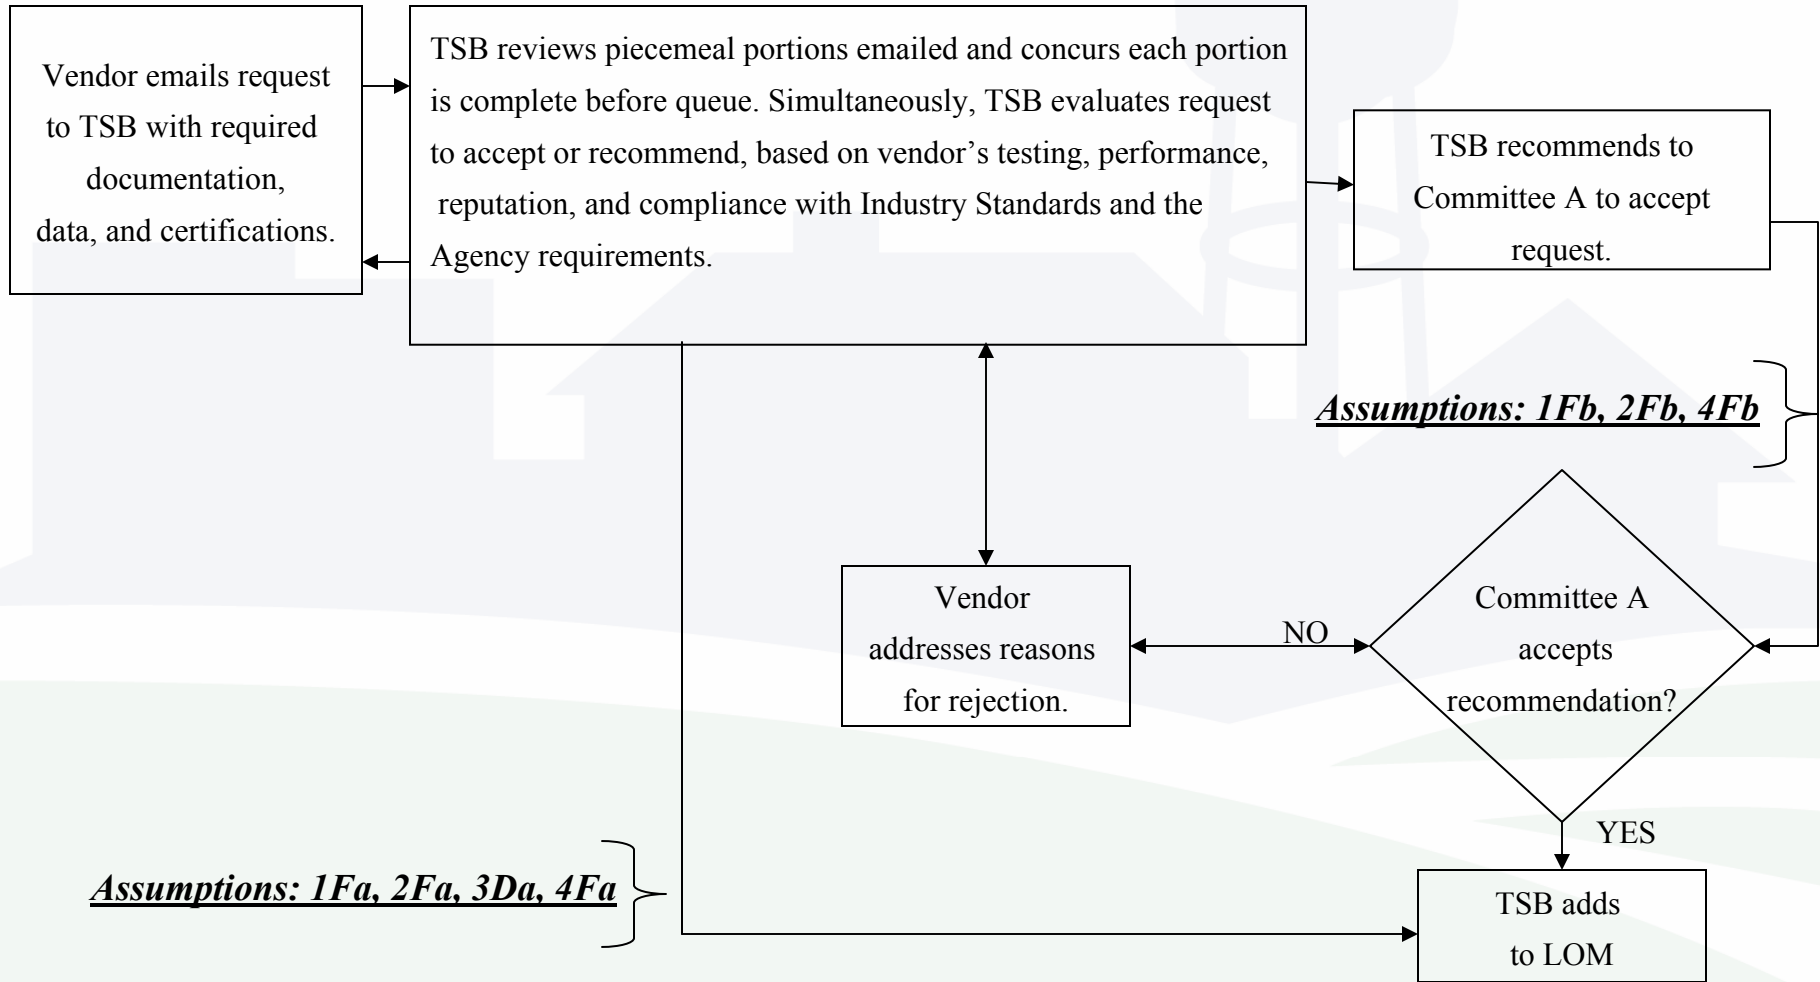 Vendor emails request
to TSB with required
documentation,
data, and certifications.
TSB reviews piecemeal portions emailed and concurs each portion
is complete before queue. Simultaneously, TSB evaluates request
to accept or recommend, based on vendor’s testing, performance,
reputation, and compliance with Industry Standards and the
Agency requirements.
TSB recommends to
Committee A to accept
request.
Assumptions: 1Fb, 2Fb, 4Fb
Vendor
addresses reasons
for rejection.
NO
Committee A
accepts
recommendation?
YES
Assumptions: 1Fa, 2Fa, 3Da, 4Fa
TSB adds
to LOM